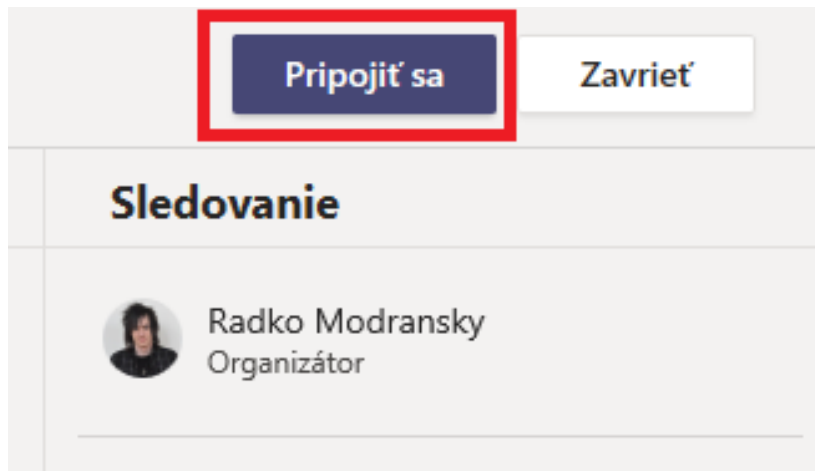 Pripojiť sa
Zavrieť
Sledovanie
Radko Modransky
Organizátor